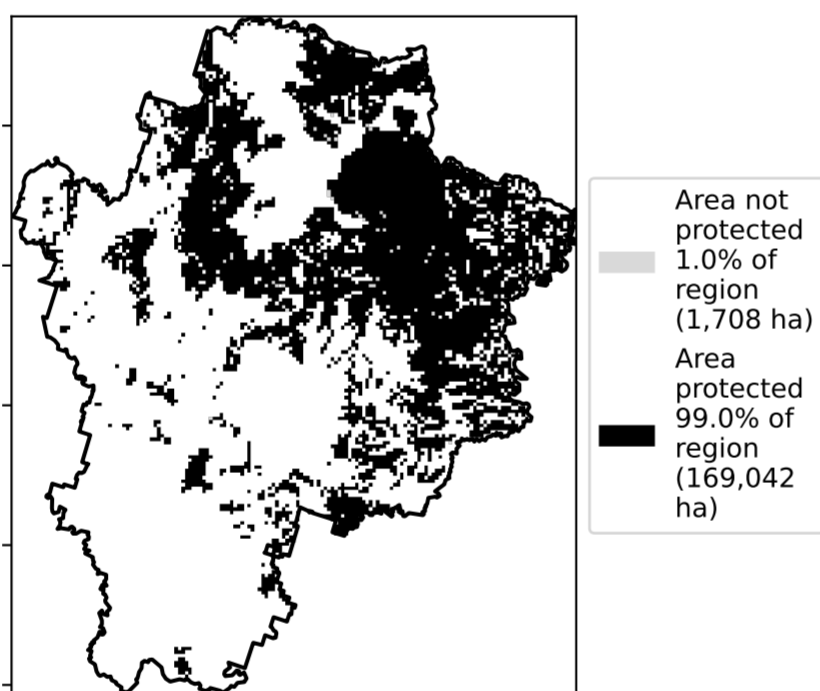 Area not
protected
1.0% of
region
(1,708 ha)
Area
protected
99.0% of
region
(169,042
ha)